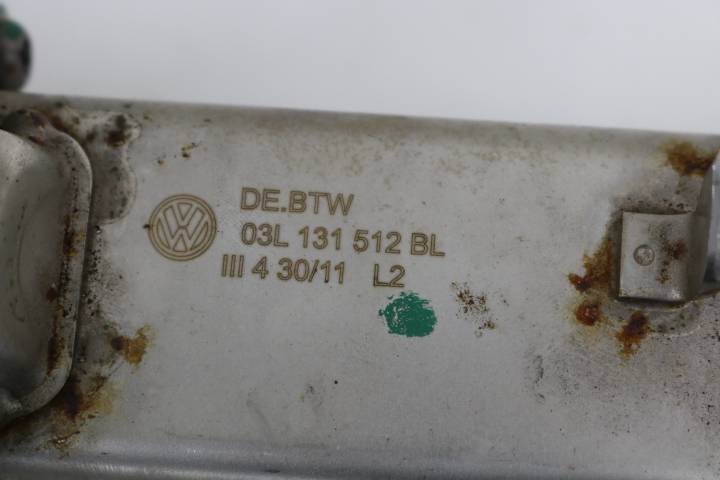 DE.BTW
03L 131 512 BL
III 4 30/11 L2